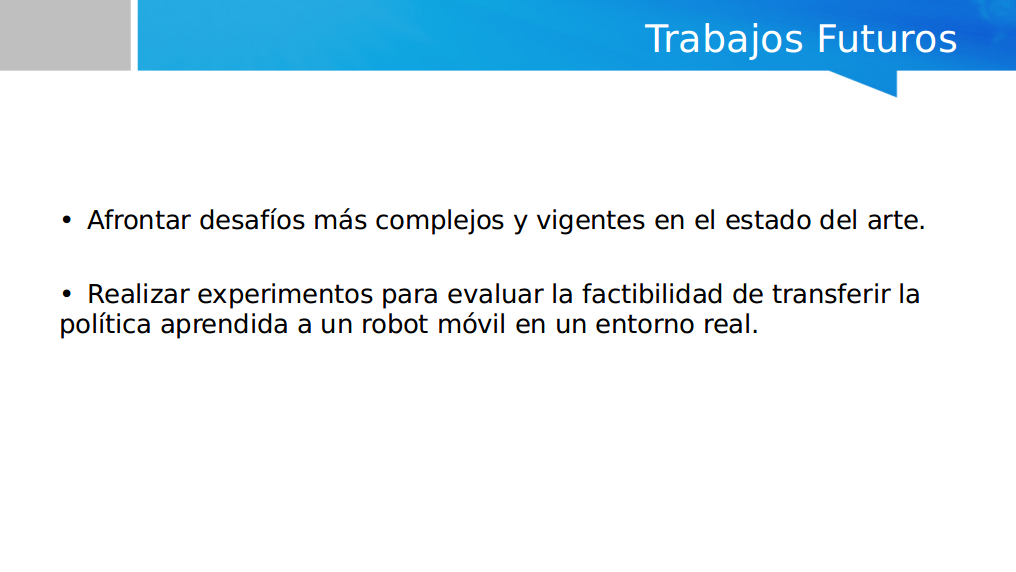 Trabajos Futuros
• Afrontar desafíos más complejos y vigentes en el estado del arte.
• Realizar experimentos para evaluar la factibilidad de transferir la
política aprendida a un robot móvil en un entorno real.